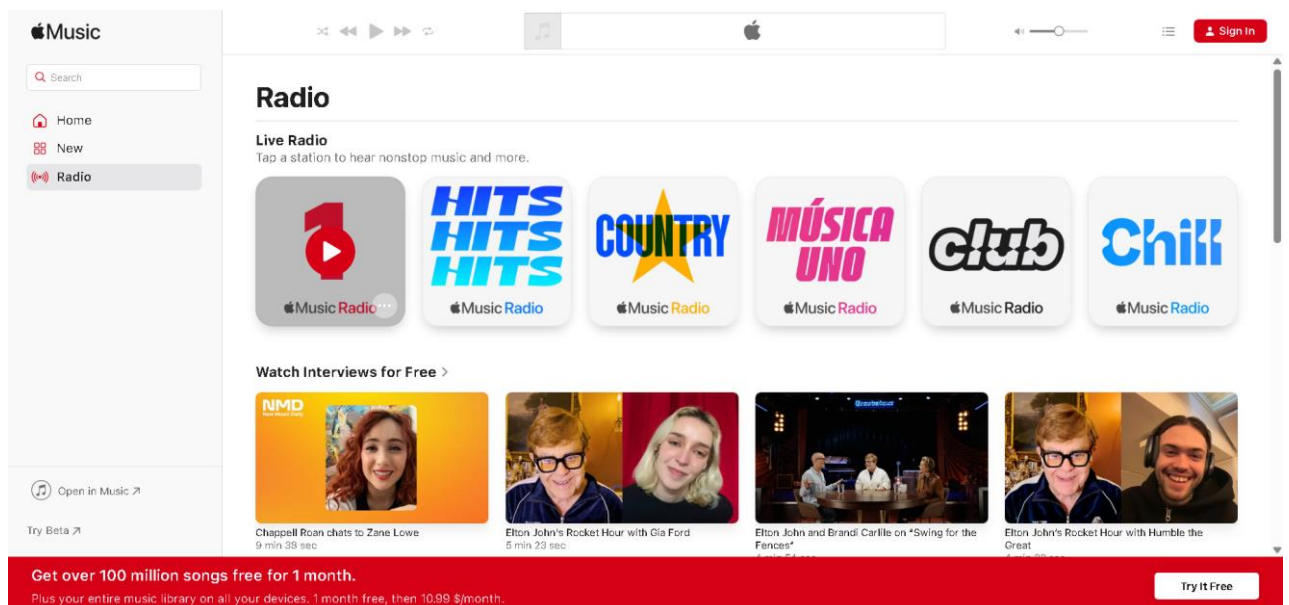 Music
Search
Home
New
Radio
Open in Music ↗
Try Beta ↗
Sign In
Radio
Live Radio
Tap a station to hear nonstop music and more.
1
Music Radio
HITS
HITS
HITS
Music Radio
COUNTRY
Music Radio
MÚSICA
UNO
Music Radio
club
Music Radio
Chill
Music Radio
Watch Interviews for Free >
NMD
New Music Daily
Chappell Roan chats to Zane Lowe
9 min 38 sec
Elton John's Rocket Hour with Gia Ford
5 min 23 sec
Elton John and Brandi Carlile on "Swing for the
Fences"
Elton John's Rocket Hour with Humble the
Great
Get over 100 million songs free for 1 month.
Plus your entire music library on all your devices. 1 month free, then 10.99 $/month.
Try It Free